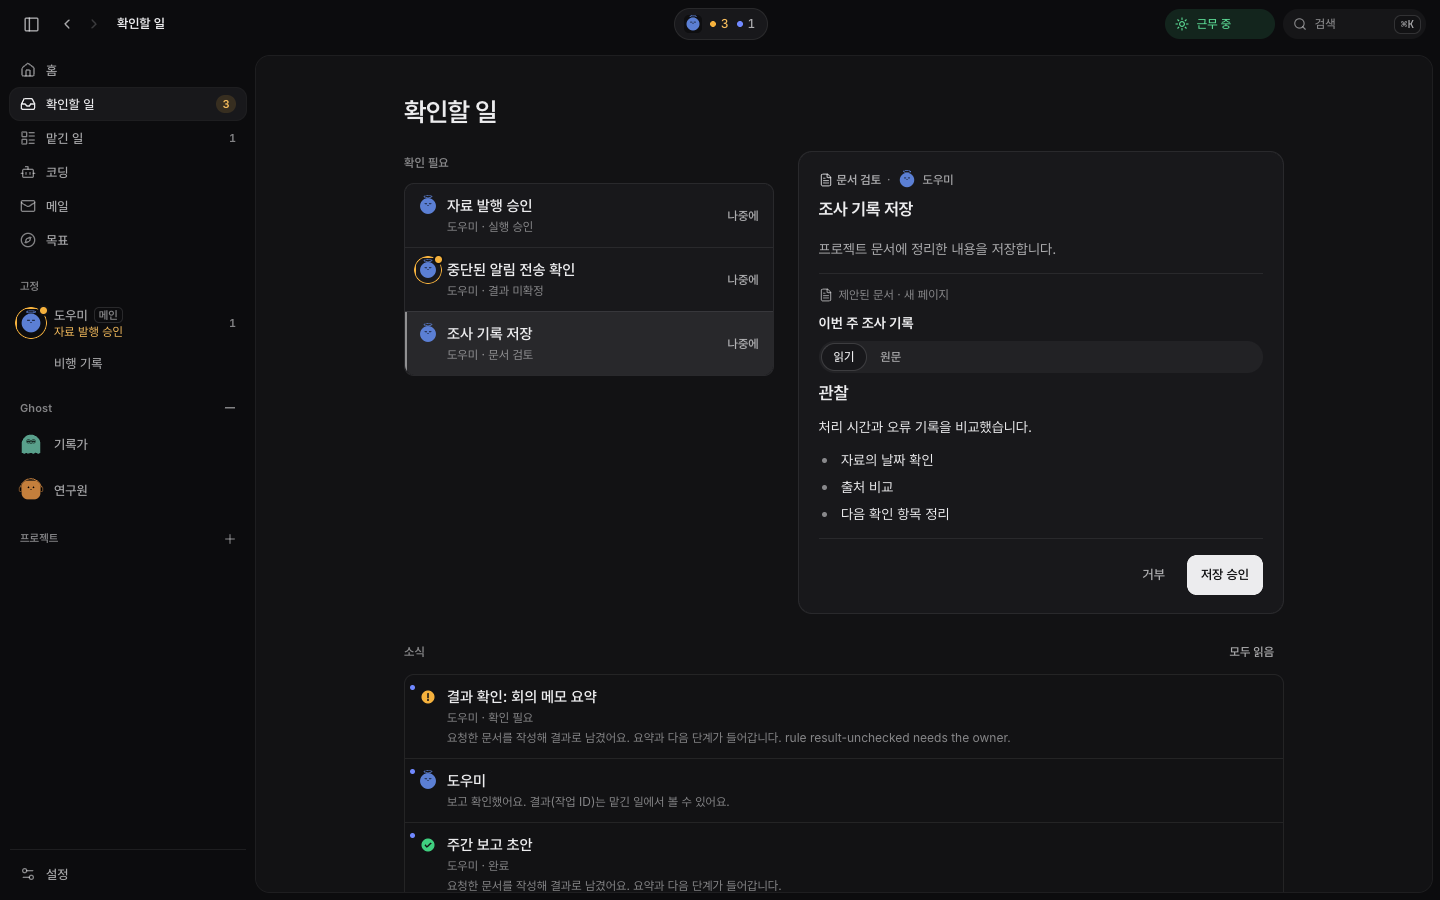 확인할 일
3 1
근무 중
검색 ⌘K
홈
확인할 일 3
맡긴 일 1
코딩
메일
목표
고정
도우미 메인
자료 발행 승인
1
비행 기록
Ghost
기록가
연구원
프로젝트
설정
확인할 일
확인 필요
자료 발행 승인
도우미 · 실행 승인
나중에
중단된 알림 전송 확인
도우미 · 결과 미확정
나중에
조사 기록 저장
도우미 · 문서 검토
나중에
문서 검토 · 도우미
조사 기록 저장
프로젝트 문서에 정리한 내용을 저장합니다.
제안된 문서 · 새 페이지
이번 주 조사 기록
읽기 원문
관찰
처리 시간과 오류 기록을 비교했습니다.
자료의 날짜 확인
출처 비교
다음 확인 항목 정리
거부 저장 승인
소식 모두 읽음
결과 확인: 회의 메모 요약
도우미 · 확인 필요
요청한 문서를 작성해 결과로 남겼어요. 요약과 다음 단계가 들어갑니다. rule result-unchecked needs the owner.
도우미
보고 확인했어요. 결과(작업 ID)는 맡긴 일에서 볼 수 있어요.
주간 보고 초안
도우미 · 완료
요청한 문서를 작성해 결과로 남겼어요. 요약과 다음 단계가 들어갑니다.